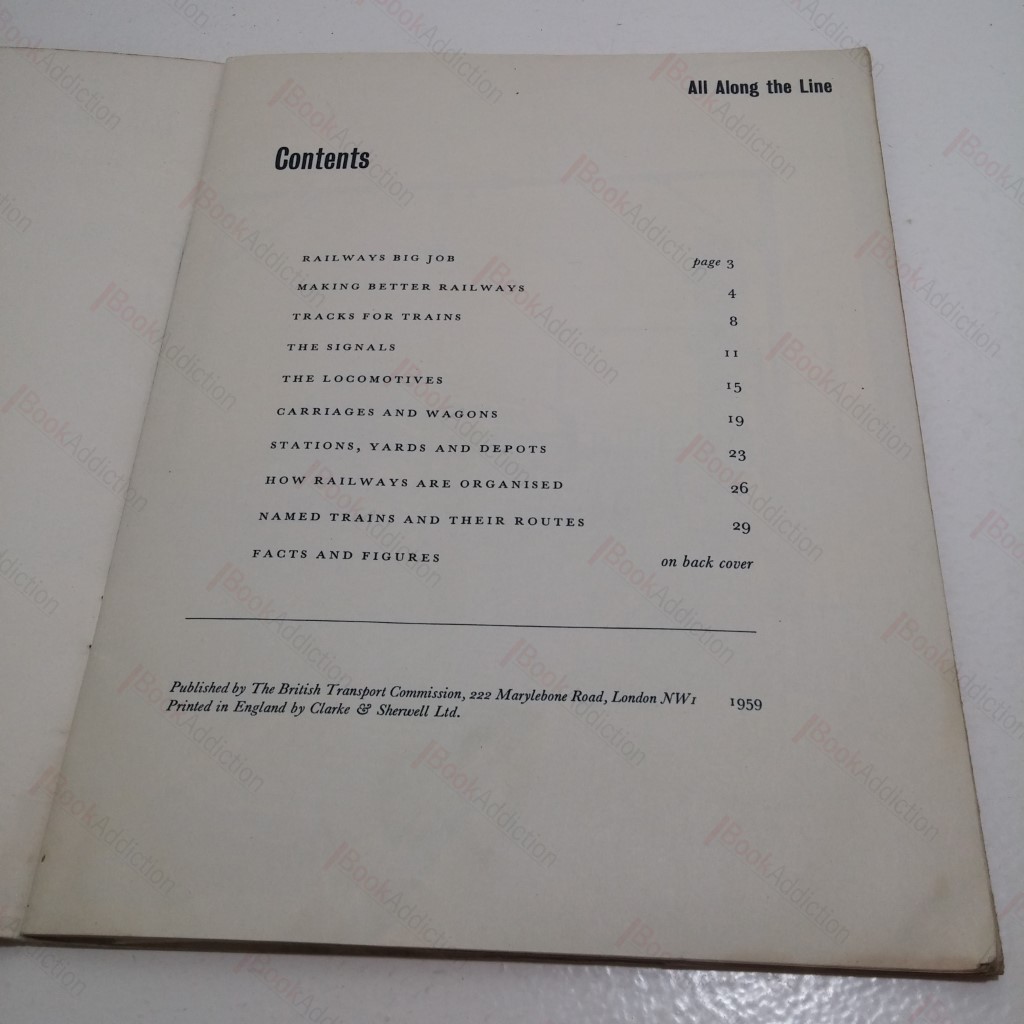 All Along the Line
Contents
RAILWAYS BIG JOB page 3
MAKING BETTER RAILWAYS 4
TRACKS FOR TRAINS 8
THE SIGNALS 11
THE LOCOMOTIVES 15
CARRIAGES AND WAGONS 19
STATIONS, YARDS AND DEPOTS 23
HOW RAILWAYS ARE ORGANISED 26
NAMED TRAINS AND THEIR ROUTES 29
FACTS AND FIGURES on back cover
Published by The British Transport Commission, 222 Marylebone Road, London NW1 1959
Printed in England by Clarke & Sherwell Ltd.
BookAddiction